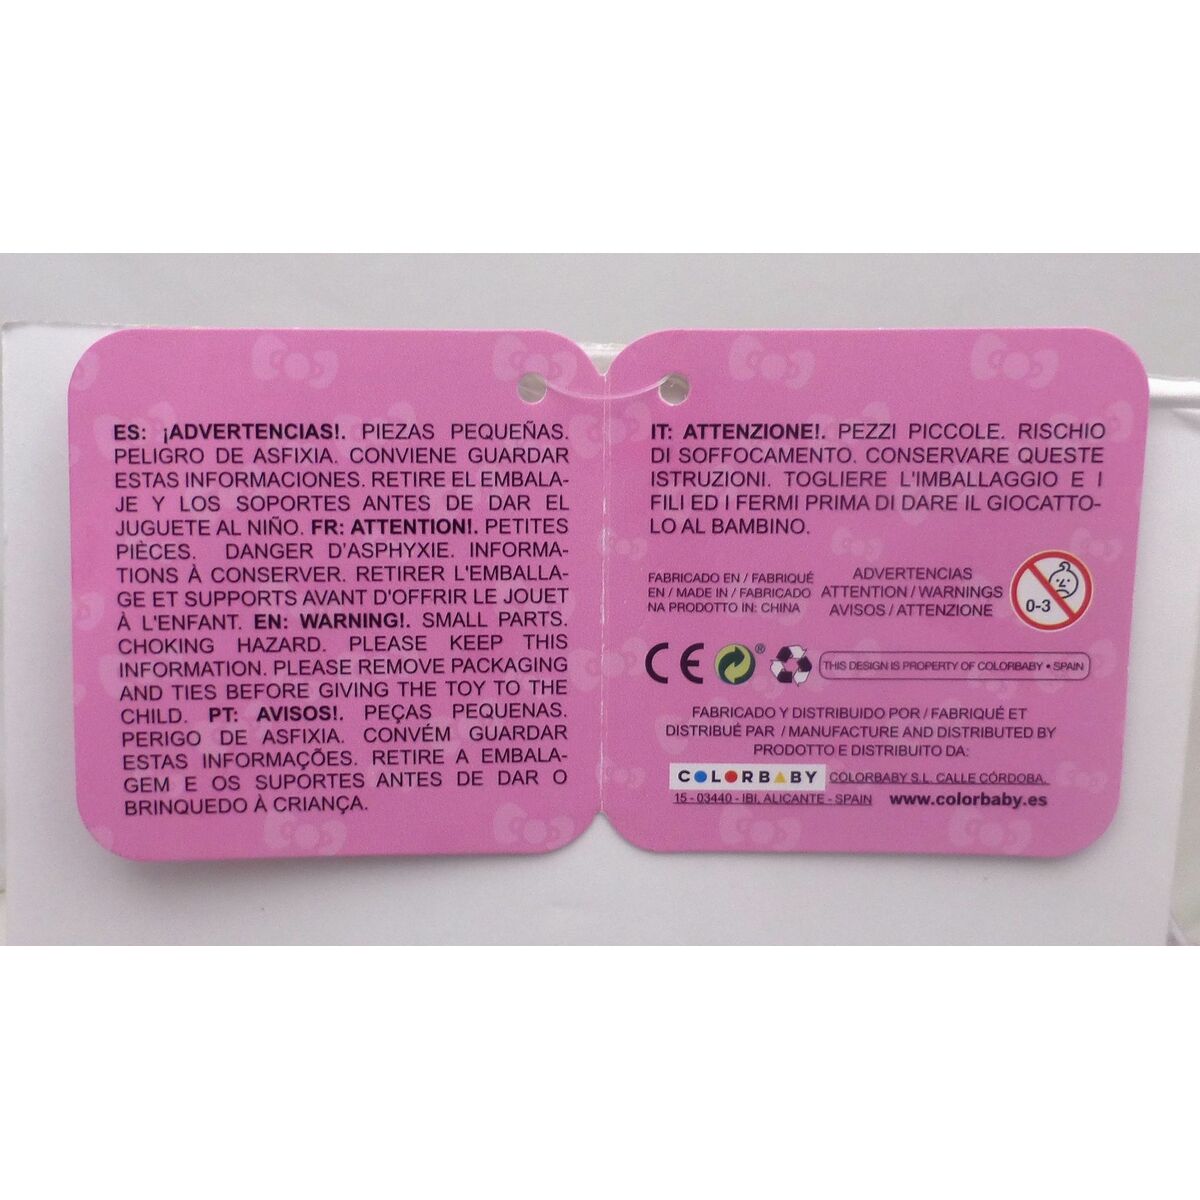 ES: ¡ADVERTENCIAS!. PIEZAS PEQUEÑAS.
PELIGRO DE ASFIXIA. CONVIENE GUARDAR
ESTAS INFORMACIONES. RETIRE EL EMBALA-
JE Y LOS SOPORTES ANTES DE DAR EL
JUGUETE AL NIÑO. FR: ATTENTION!. PETITES
PIÈCES. DANGER D'ASPHYXIE. INFORMA-
TIONS À CONSERVER. RETIRER L'EMBALLA-
GE ET SUPPORTS AVANT D'OFFRIR LE JOUET
À L'ENFANT. EN: WARNING!. SMALL PARTS.
CHOKING HAZARD. PLEASE KEEP THIS
INFORMATION. PLEASE REMOVE PACKAGING
AND TIES BEFORE GIVING THE TOY TO THE
CHILD. PT: AVISOS!. PEÇAS PEQUENAS.
PERIGO DE ASFIXIA. CONVÉM GUARDAR
ESTAS INFORMAÇÕES. RETIRE A EMBALA-
GEM E OS SUPORTES ANTES DE DAR O
BRINQUEDO À CRIANÇA.
IT: ATTENZIONE!. PEZZI PICCOLE. RISCHIO
DI SOFFOCAMENTO. CONSERVARE QUESTE
ISTRUZIONI. TOGLIERE L'IMBALLAGGIO E I
FILI ED I FERMI PRIMA DI DARE IL GIOCATTO-
LO AL BAMBINO.
FABRICADO EN / FABRIQUÉ
EN / MADE IN / FABRICADO
NA PRODOTTO IN: CHINA
ADVERTENCIAS
ATTENTION / WARNINGS
AVISOS / ATTENZIONE
0-3
CE
®
THIS DESIGN IS PROPERTY OF COLORBABY • SPAIN
FABRICADO Y DISTRIBUIDO POR / FABRIQUÉ ET
DISTRIBUÉ PAR / MANUFACTURE AND DISTRIBUTED BY
PRODOTTO E DISTRIBUITO DA:
COLORBABY COLORBABY S.L. CALLE CÓRDOBA,
15 - 03440 - IBI, ALICANTE - SPAIN www.colorbaby.es